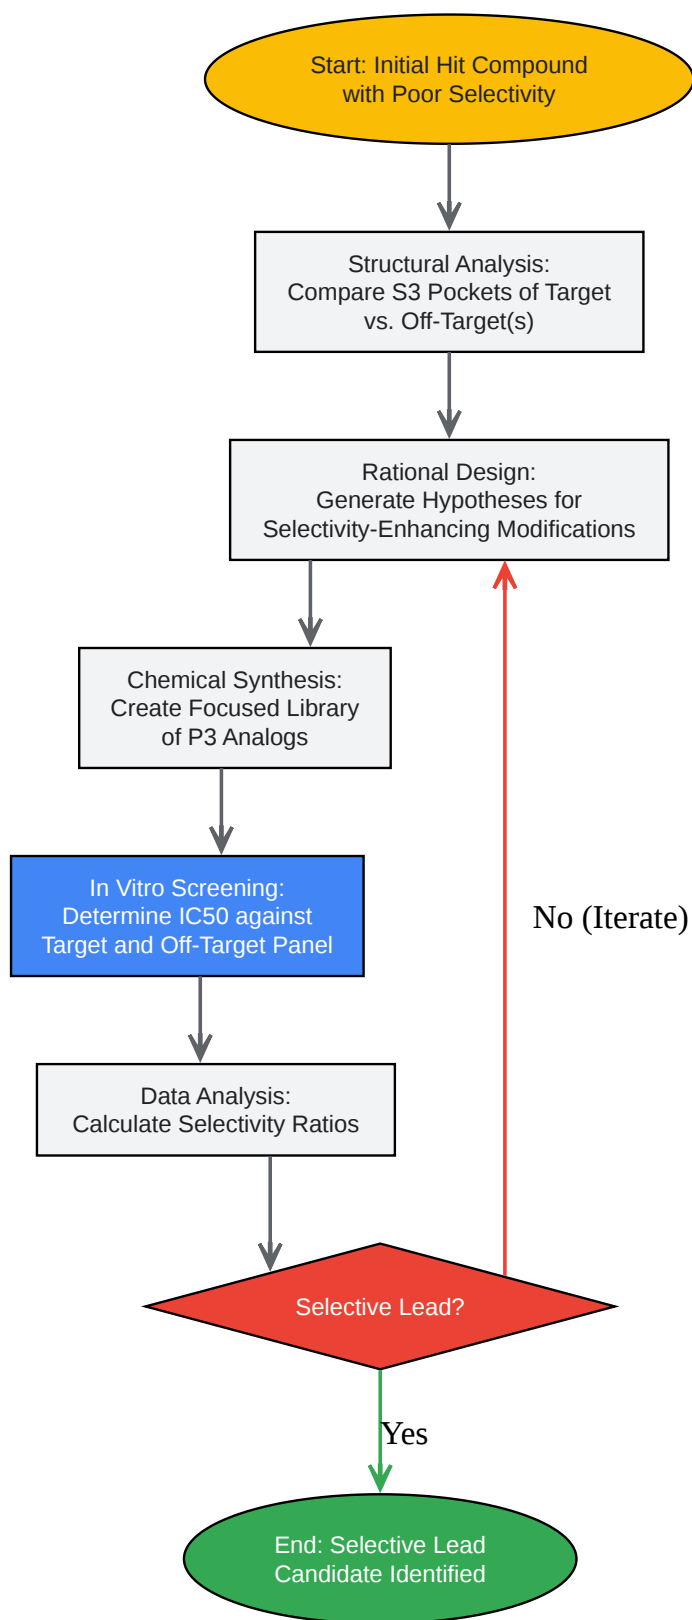 Start: Initial Hit Compound
with Poor Selectivity
Structural Analysis:
Compare S3 Pockets of Target
vs. Off-Target(s)
Rational Design:
Generate Hypotheses for
Selectivity-Enhancing Modifications
Chemical Synthesis:
Create Focused Library
of P3 Analogs
In Vitro Screening:
Determine IC50 against
Target and Off-Target Panel
No (Iterate)
Data Analysis:
Calculate Selectivity Ratios
Selective Lead?
Yes
End: Selective Lead
Candidate Identified